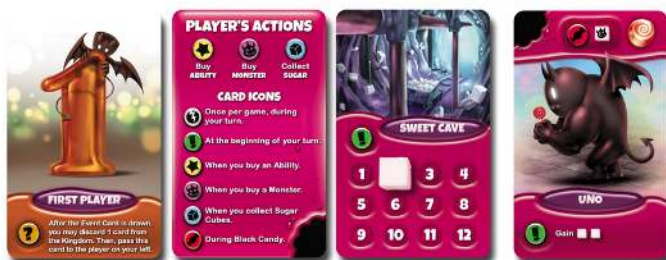 1
FIRST PLAYER
?
After the Event Card is drawn,
you may discard 1 card from
the Kingdom. Then, pass this
card to the player on your left.
PLAYER'S ACTIONS
Buy Buy Collect
ABILITY MONSTER SUGAR
CARD ICONS
Once per game, during
your turn.
! At the beginning of your turn.
When you buy an Ability.
When you buy a Monster.
When you collect Sugar
Cubes.
During Black Candy.
!
SWEET CAVE
1 3 4
5 6 7 8
9 10 11 12
UNO
! Gain